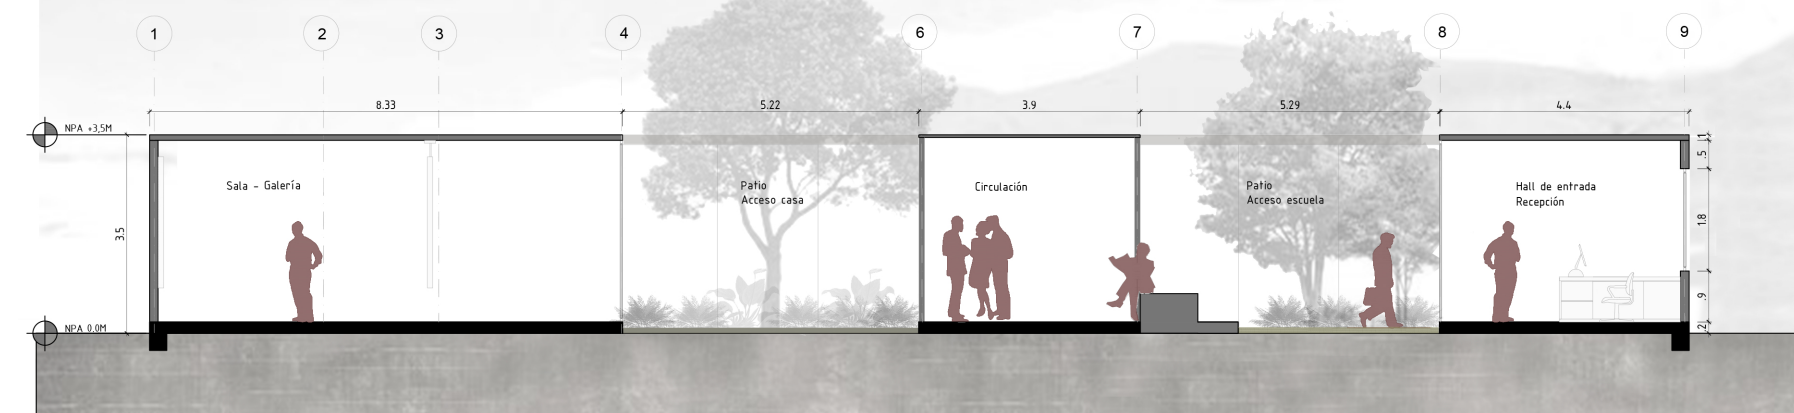 1 2 3 4 6 7 8 9
8.33 5.22 3.9 5.29 4.4
NPA +3,5M
.1
.5
Sala - Galería
Patio
Acceso casa
Circulación
Patio
Acceso escuela
Hall de entrada
Recepción
3.5
1.8
.9
NPA 0.0M
.2